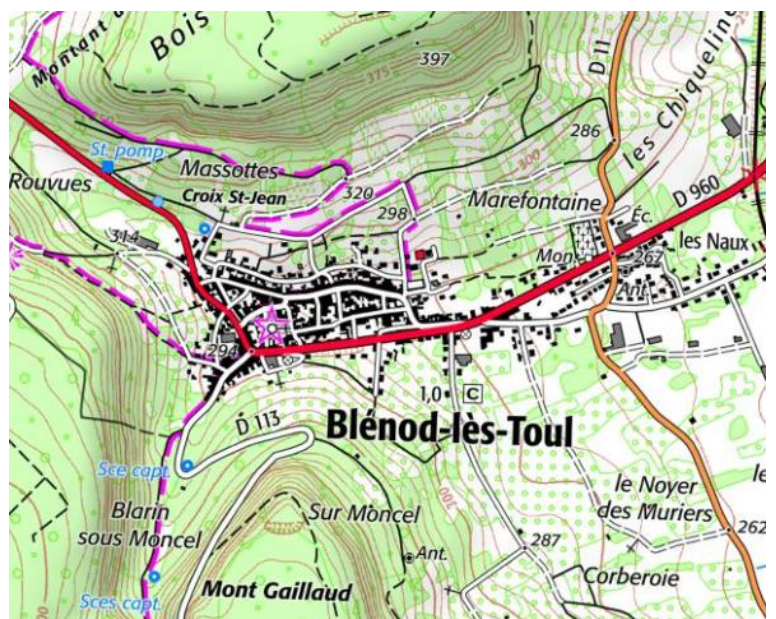 Montant
Bois
397
375
D 11
les Chiqueline
286
St. pomp.
Massottes
300
Rouvues
Croix St-Jean
320
298
Marefontaine
D 960
Éc.
314
les Naux
Mon.
267
Ant.
294
1,0
C
D 113
Blénod-lès-Toul
Sce capt.
300
le Noyer
des Muriers
Blarin
sous Moncel
Sur Moncel
262
287
Ant.
Corberoie
Mont Gaillaud
Sces capt.